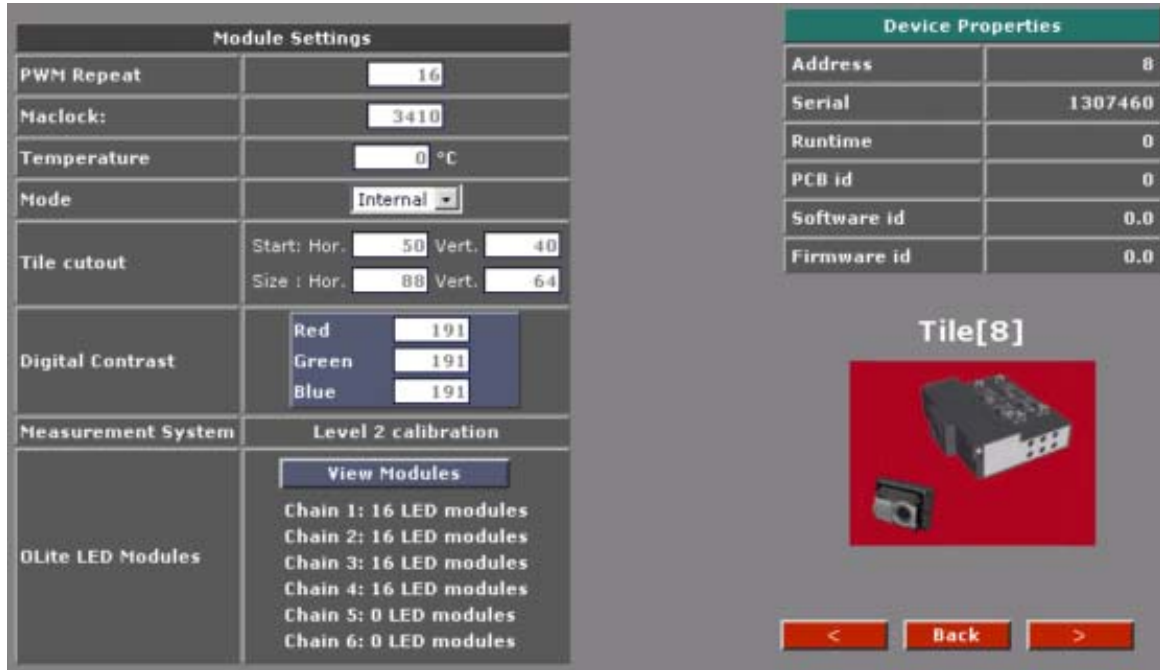 Module Settings
PWM Repeat 16
Maclock: 3410
Temperature 0 °C
Mode Internal
Tile cutout
Start: Hor. 50 Vert. 40
Size : Hor. 88 Vert. 64
Digital Contrast
Red 191
Green 191
Blue 191
Measurement System Level 2 calibration
OLite LED Modules
View Modules
Chain 1: 16 LED modules
Chain 2: 16 LED modules
Chain 3: 16 LED modules
Chain 4: 16 LED modules
Chain 5: 0 LED modules
Chain 6: 0 LED modules
Device Properties
Address 8
Serial 1307460
Runtime 0
PCB id 0
Software id 0.0
Firmware id 0.0
Tile[8]
< Back >